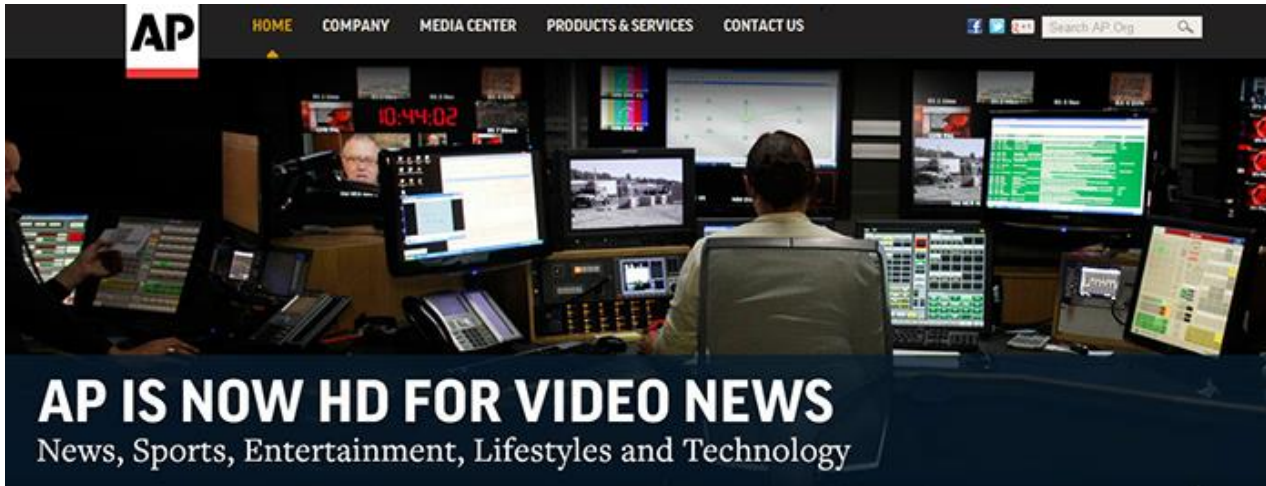 AP
HOME
COMPANY
MEDIA CENTER
PRODUCTS & SERVICES
CONTACT US
Search AP.Org
10:44:02
AP IS NOW HD FOR VIDEO NEWS
News, Sports, Entertainment, Lifestyles and Technology